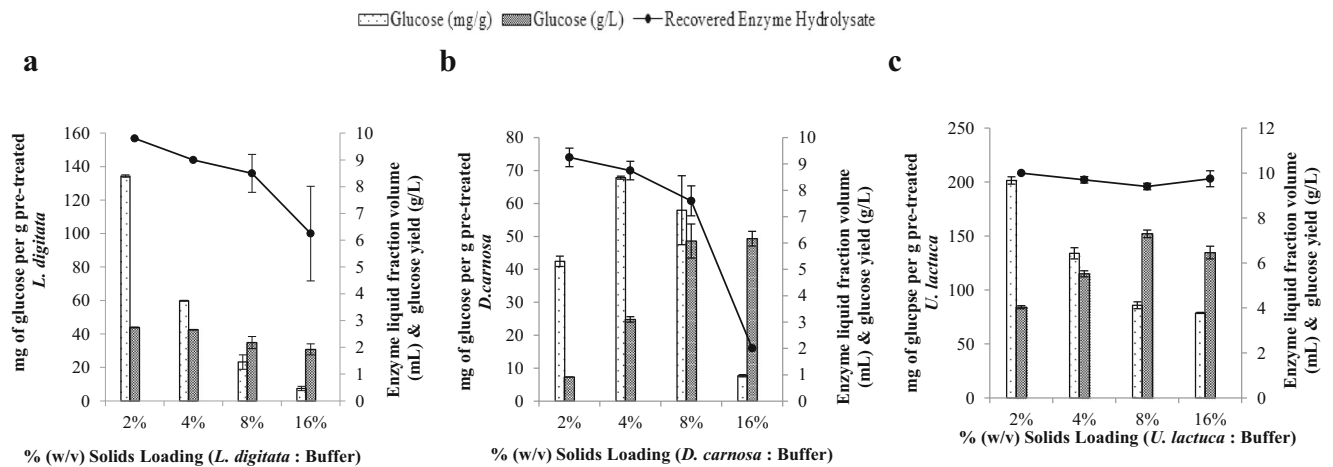 Glucose (mg/g) Glucose (g/L) Recovered Enzyme Hydrolysate
a
mg of glucose per g pre-treated
L. digitata
160
140
120
100
80
60
40
20
0
10
9
8
7
6
5
4
3
2
1
0
Enzyme liquid fraction volume
(mL) & glucose yield (g/L)
2% 4% 8% 16%
% (w/v) Solids Loading (L. digitata : Buffer)
b
mg of glucose per g pre-treated
D.carnosa
80
70
60
50
40
30
20
10
0
10
9
8
7
6
5
4
3
2
1
0
Enzyme liquid fraction volume
(mL) & glucose yield (g/L)
2% 4% 8% 16%
% (w/v) Solids Loading (D. carnosa : Buffer)
c
mg of glucpse per g pre-treated
U. lactuca
250
200
150
100
50
0
12
10
8
6
4
2
0
Enzyme liquid fraction volume
(mL) & glucose yield (g/L)
2% 4% 8% 16%
% (w/v) Solids Loading (U. lactuca : Buffer)